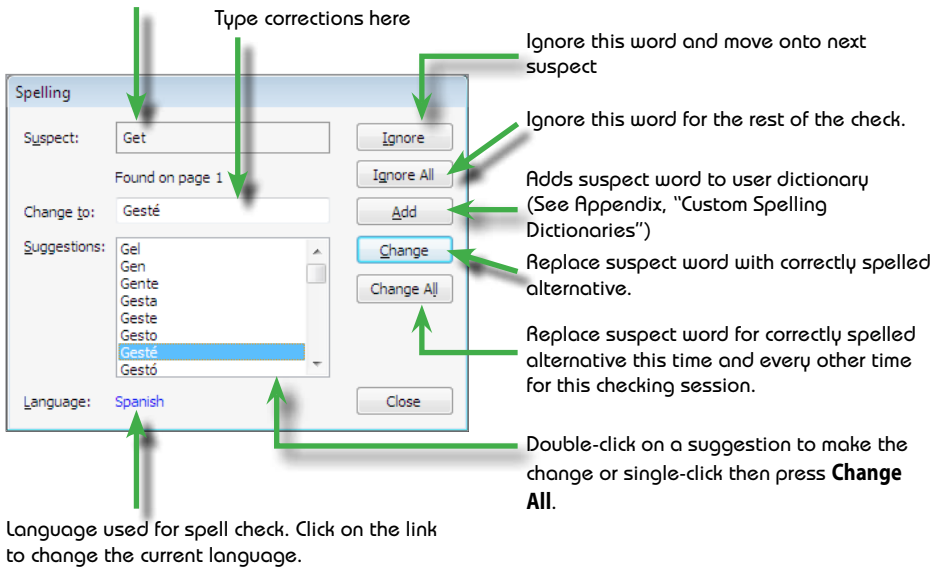 Type corrections here
Ignore this word and move onto next
suspect
Spelling
Suspect:
Get
Ignore
Ignore this word for the rest of the check.
Found on page 1
Ignore All
Adds suspect word to user dictionary
(See Appendix, “Custom Spelling
Dictionaries”)
Change to:
Gesté
Add
Suggestions:
Gel
Gen
Gente
Gesta
Geste
Gesto
Gesté
Gestó
Change
Replace suspect word with correctly spelled
alternative.
Change All
Replace suspect word for correctly spelled
alternative this time and every other time
for this checking session.
Language:
Spanish
Close
Double-click on a suggestion to make the
change or single-click then press Change
All.
Language used for spell check. Click on the link
to change the current language.